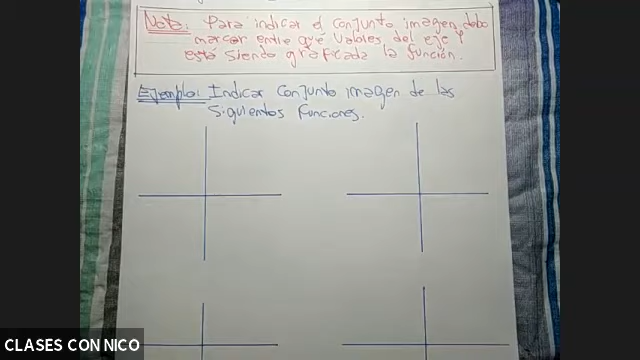 Nota: Para indicar el conjunto imagen debo
marcar entre qué valores del eje y
está siendo graficada la función.
Ejemplo: Indicar conjunto imagen de las
siguientes funciones.
CLASES CON NICO